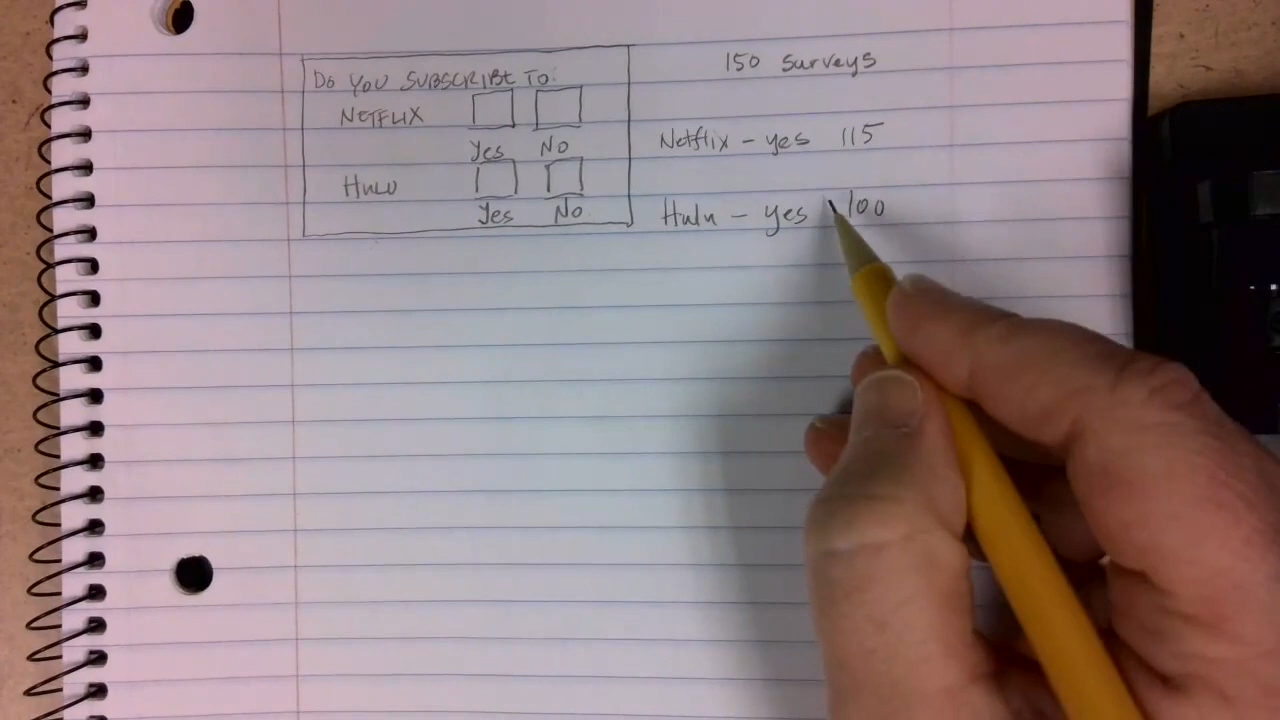 DO YOU SUBSCRIBE TO:
NETFLIX
Yes No
HULU
Yes No
150 surveys
Netflix - yes 115
Hulu - yes 100